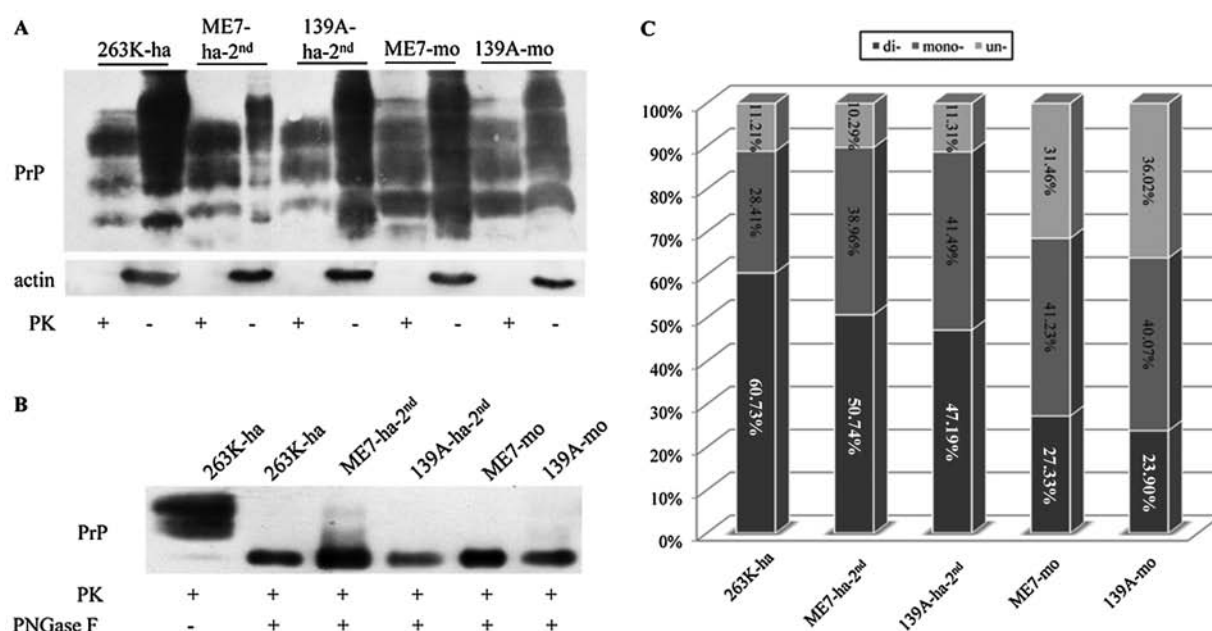 A
263K-ha
ME7-
ha-2nd
139A-
ha-2nd
ME7-mo
139A-mo
PrP
actin
PK + - + - + - + - + -
B
263K-ha
263K-ha
ME7-ha-2nd
139A-ha-2nd
ME7-mo
139A-mo
PrP
PK + + + + + +
PNGase F - + + + + +
C
di- mono- un-
100%
90%
80%
70%
60%
50%
40%
30%
20%
10%
0%
11.21% 10.29% 11.31% 31.46% 36.02%
28.41% 38.96% 41.49% 41.23% 40.07%
60.73% 50.74% 47.19% 27.33% 23.90%
263K-ha
ME7-ha-2nd
139A-ha-2nd
ME7-mo
139A-mo